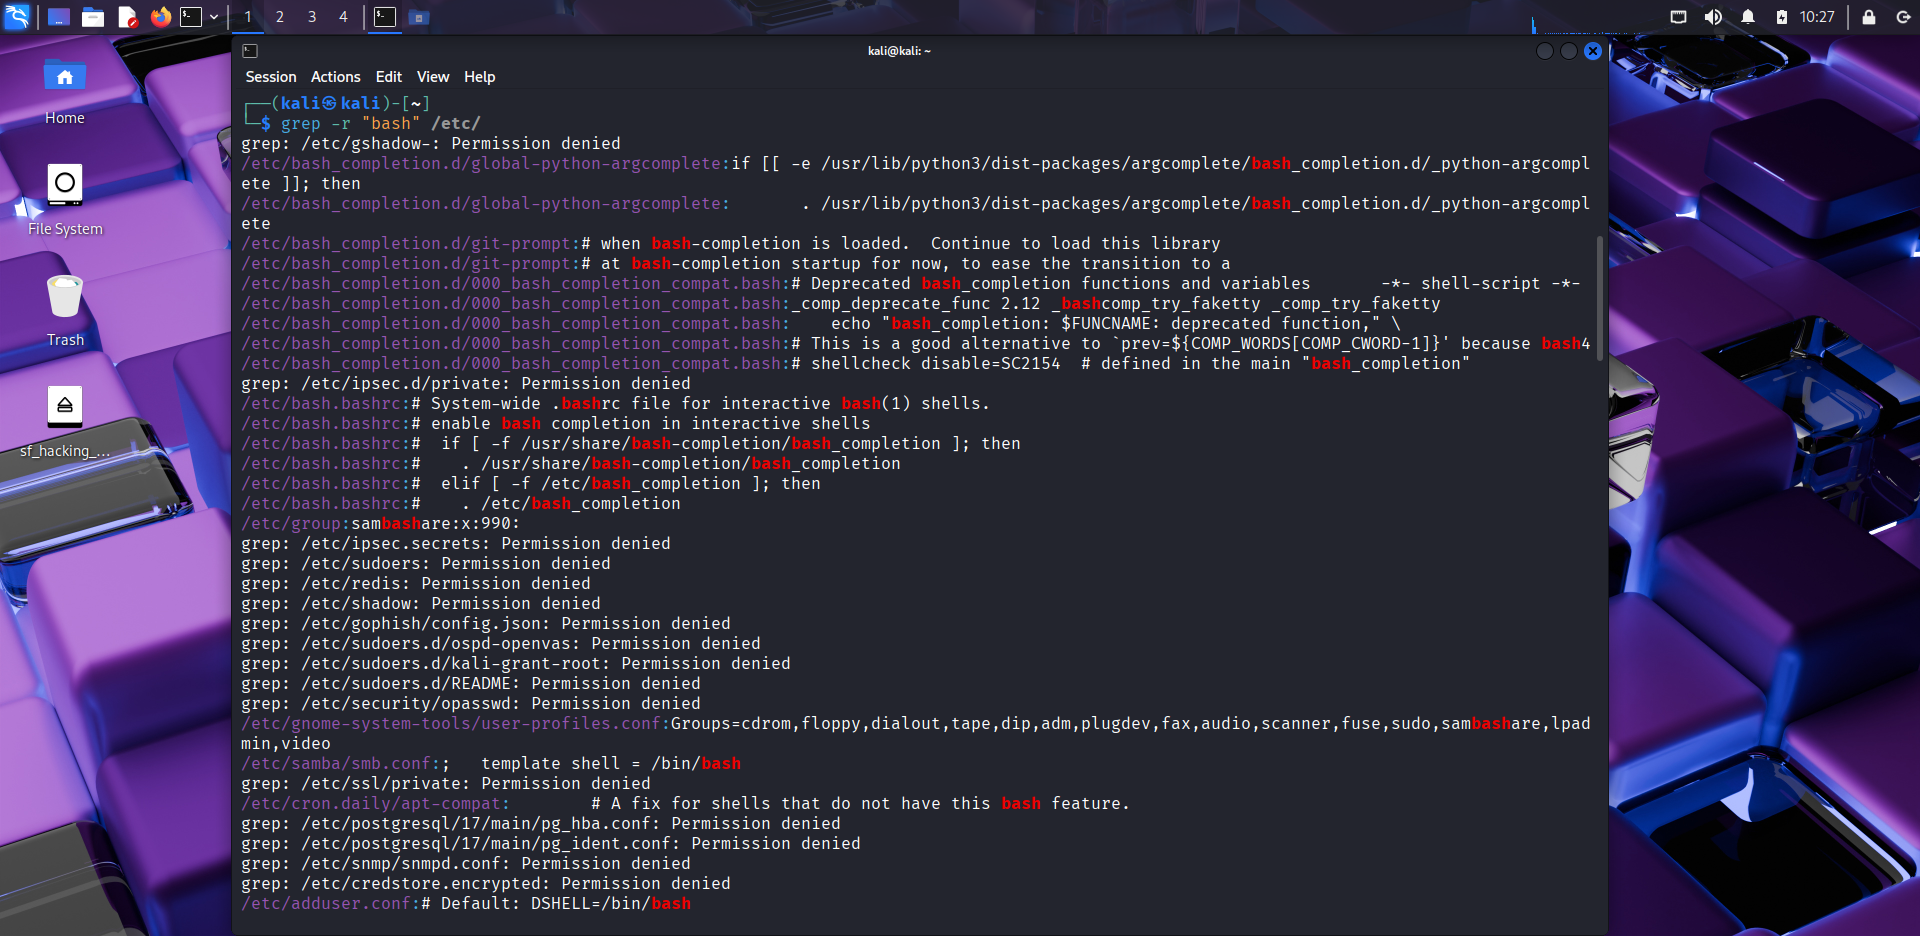 1 2 3 4
10:27
kali@kali: ~
Session Actions Edit View Help
Home
File System
Trash
sf_hacking_...
┌──(kali㉿kali)-[~]
└─$ grep -r "bash" /etc/
grep: /etc/gshadow-: Permission denied
/etc/bash_completion.d/global-python-argcomplete:if [[ -e /usr/lib/python3/dist-packages/argcomplete/bash_completion.d/_python-argcompl
ete ]]; then
/etc/bash_completion.d/global-python-argcomplete:       . /usr/lib/python3/dist-packages/argcomplete/bash_completion.d/_python-argcompl
ete
/etc/bash_completion.d/git-prompt:# when bash-completion is loaded.  Continue to load this library
/etc/bash_completion.d/git-prompt:# at bash-completion startup for now, to ease the transition to a
/etc/bash_completion.d/000_bash_completion_compat.bash:# Deprecated bash_completion functions and variables       -*- shell-script -*-
/etc/bash_completion.d/000_bash_completion_compat.bash:_comp_deprecate_func 2.12 _bashcomp_try_faketty _comp_try_faketty
/etc/bash_completion.d/000_bash_completion_compat.bash:    echo "bash_completion: $FUNCNAME: deprecated function," \
/etc/bash_completion.d/000_bash_completion_compat.bash:# This is a good alternative to `prev=${COMP_WORDS[COMP_CWORD-1]}' because bash4
/etc/bash_completion.d/000_bash_completion_compat.bash:# shellcheck disable=SC2154  # defined in the main "bash_completion"
grep: /etc/ipsec.d/private: Permission denied
/etc/bash.bashrc:# System-wide .bashrc file for interactive bash(1) shells.
/etc/bash.bashrc:# enable bash completion in interactive shells
/etc/bash.bashrc:#  if [ -f /usr/share/bash-completion/bash_completion ]; then
/etc/bash.bashrc:#    . /usr/share/bash-completion/bash_completion
/etc/bash.bashrc:#  elif [ -f /etc/bash_completion ]; then
/etc/bash.bashrc:#    . /etc/bash_completion
/etc/group:sambashare:x:990:
grep: /etc/ipsec.secrets: Permission denied
grep: /etc/sudoers: Permission denied
grep: /etc/redis: Permission denied
grep: /etc/shadow: Permission denied
grep: /etc/gophish/config.json: Permission denied
grep: /etc/sudoers.d/ospd-openvas: Permission denied
grep: /etc/sudoers.d/kali-grant-root: Permission denied
grep: /etc/sudoers.d/README: Permission denied
grep: /etc/security/opasswd: Permission denied
/etc/gnome-system-tools/user-profiles.conf:Groups=cdrom,floppy,dialout,tape,dip,adm,plugdev,fax,audio,scanner,fuse,sudo,sambashare,lpad
min,video
/etc/samba/smb.conf:;   template shell = /bin/bash
grep: /etc/ssl/private: Permission denied
/etc/cron.daily/apt-compat:        # A fix for shells that do not have this bash feature.
grep: /etc/postgresql/17/main/pg_hba.conf: Permission denied
grep: /etc/postgresql/17/main/pg_ident.conf: Permission denied
grep: /etc/snmp/snmpd.conf: Permission denied
grep: /etc/credstore.encrypted: Permission denied
/etc/adduser.conf:# Default: DSHELL=/bin/bash